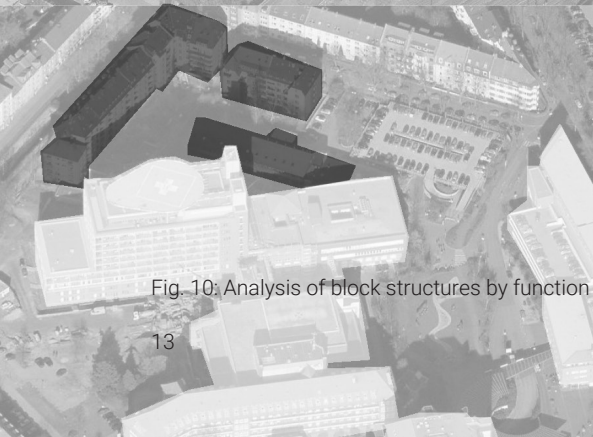 Fig. 10: Analysis of block structures by function
13